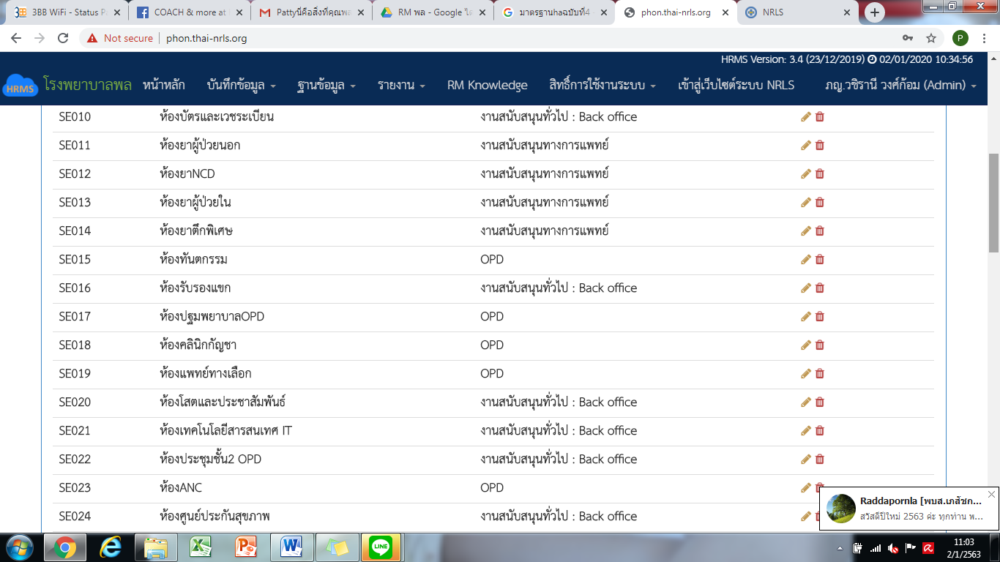 3BB WiFi - Status P
COACH & more at
Pattyนี่คือสิ่งที่คุณพล
RM พล - Google ไ
มาตรฐานhaฉบับที่4
phon.thai-nrls.org
NRLS
Not secure
phon.thai-nrls.org
P
HRMS Version: 3.4 (23/12/2019) 02/01/2020 10:34:56
HRMS
โรงพยาบาลพล
หน้าหลัก
บันทึกข้อมูล
ฐานข้อมูล
รายงาน
RM Knowledge
สิทธิ์การใช้งานระบบ
เข้าสู่เว็บไซต์ระบบ NRLS
ภญ.วชิรานี วงศ์ก้อม (Admin)
SE010 ห้องบัตรและเวชระเบียน งานสนับสนุนทั่วไป : Back office
SE011 ห้องยาผู้ป่วยนอก งานสนับสนุนทางการแพทย์
SE012 ห้องยาNCD งานสนับสนุนทางการแพทย์
SE013 ห้องยาผู้ป่วยใน งานสนับสนุนทางการแพทย์
SE014 ห้องยาตึกพิเศษ งานสนับสนุนทางการแพทย์
SE015 ห้องทันตกรรม OPD
SE016 ห้องรับรองแขก งานสนับสนุนทั่วไป : Back office
SE017 ห้องปฐมพยาบาลOPD OPD
SE018 ห้องคลินิกกัญชา OPD
SE019 ห้องแพทย์ทางเลือก OPD
SE020 ห้องโสตและประชาสัมพันธ์ งานสนับสนุนทั่วไป : Back office
SE021 ห้องเทคโนโลยีสารสนเทศ IT งานสนับสนุนทั่วไป : Back office
SE022 ห้องประชุมชั้น2 OPD งานสนับสนุนทั่วไป : Back office
SE023 ห้องANC OPD
SE024 ห้องศูนย์ประกันสุขภาพ งานสนับสนุนทั่วไป : Back office
Raddapornla [พบส.เภสัชก...
สวัสดีปีใหม่ 2563 ค่ะ ทุกท่าน พ...
LINE
11:03
2/1/2563